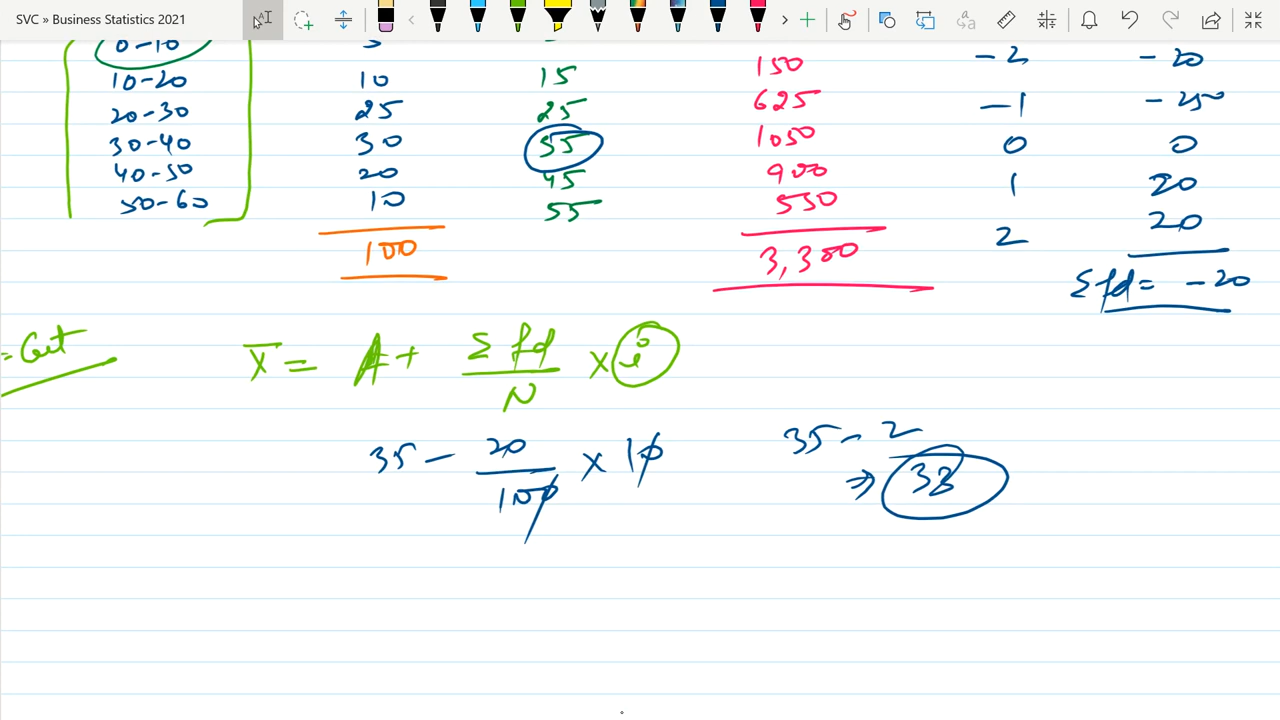 SVC » Business Statistics 2021
0-10
10-20 10 15 150 -2 -20
20-30 25 25 625 -1 -25
30-40 30 35 1050 0 0
40-50 20 45 900 1 20
50-60 10 55 550 2 20
100 3,300 Σfd = -20
X̄ = A + Σfd / N × i
35 - 20 / 100 × 10 35 - 2
⇒ 33